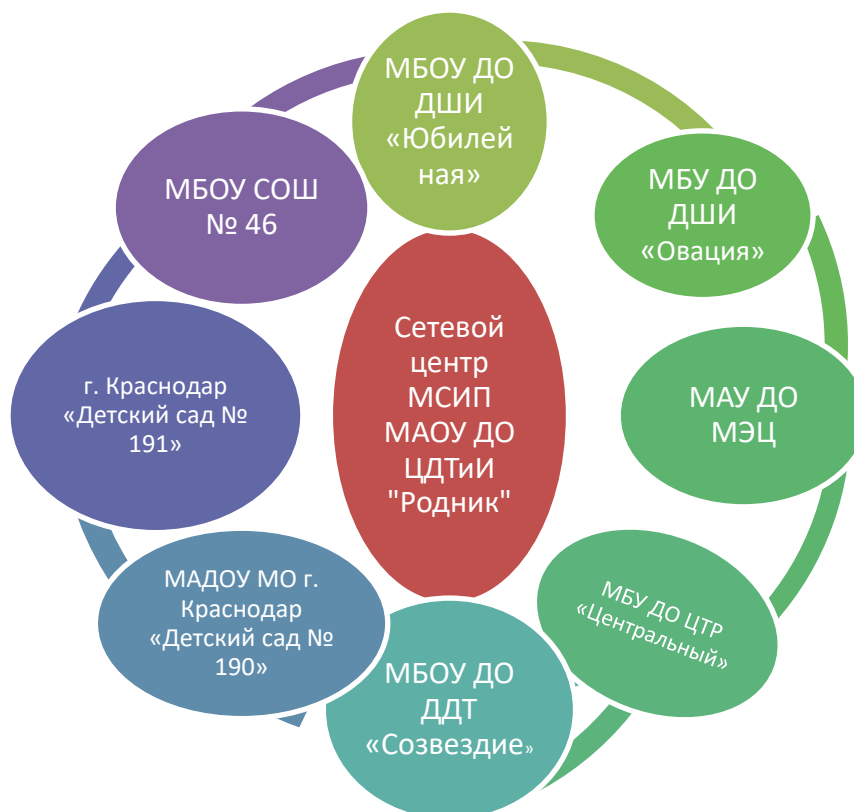 МБОУ ДО
ДШИ
«Юбилей
ная»
МБУ ДО
ДШИ
«Овация»
МАУ ДО
МЭЦ
МБУ ДО ЦТР
«Центральный»
МБОУ ДО
ДДТ
«Созвездие»
МАДОУ МО г.
Краснодар
«Детский сад №
190»
г. Краснодар
«Детский сад №
191»
МБОУ СОШ
№ 46
Сетевой
центр
МСИП
МАОУ ДО
ЦДТиИ
"Родник"